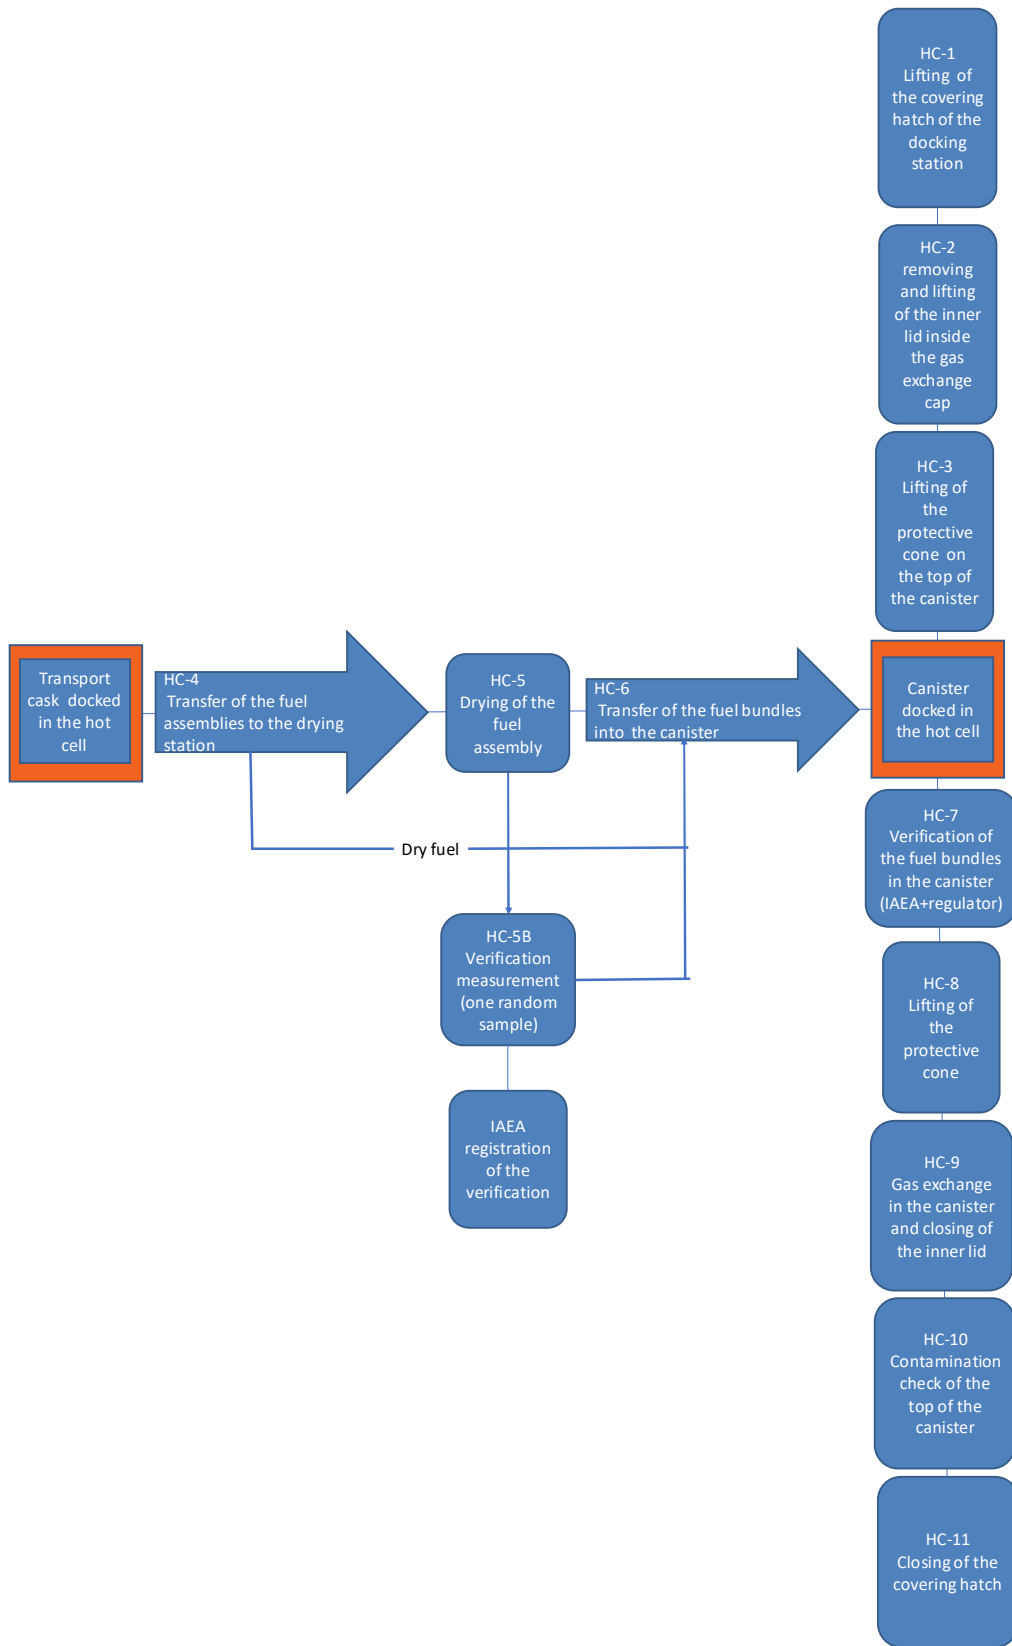 HC-1
Lifting of
the covering
hatch of the
docking
station
HC-2
removing
and lifting
of the inner
lid inside
the gas
exchange
cap
HC-3
Lifting of
the
protective
cone on
the top of
the canister
Transport
cask docked
in the hot
cell
HC-4
Transfer of the fuel
assemblies to the drying
station
HC-5
Drying of the
fuel
assembly
HC-6
Transfer of the fuel bundles
into the canister
Canister
docked in
the hot cell
Dry fuel
HC-5B
Verification
measurement
(one random
sample)
IAEA
registration
of the
verification
HC-7
Verification of
the fuel bundles
in the canister
(IAEA+regulator)
HC-8
Lifting of
the
protective
cone
HC-9
Gas exchange
in the canister
and closing of
the inner lid
HC-10
Contamination
check of the
top of the
canister
HC-11
Closing of the
covering hatch